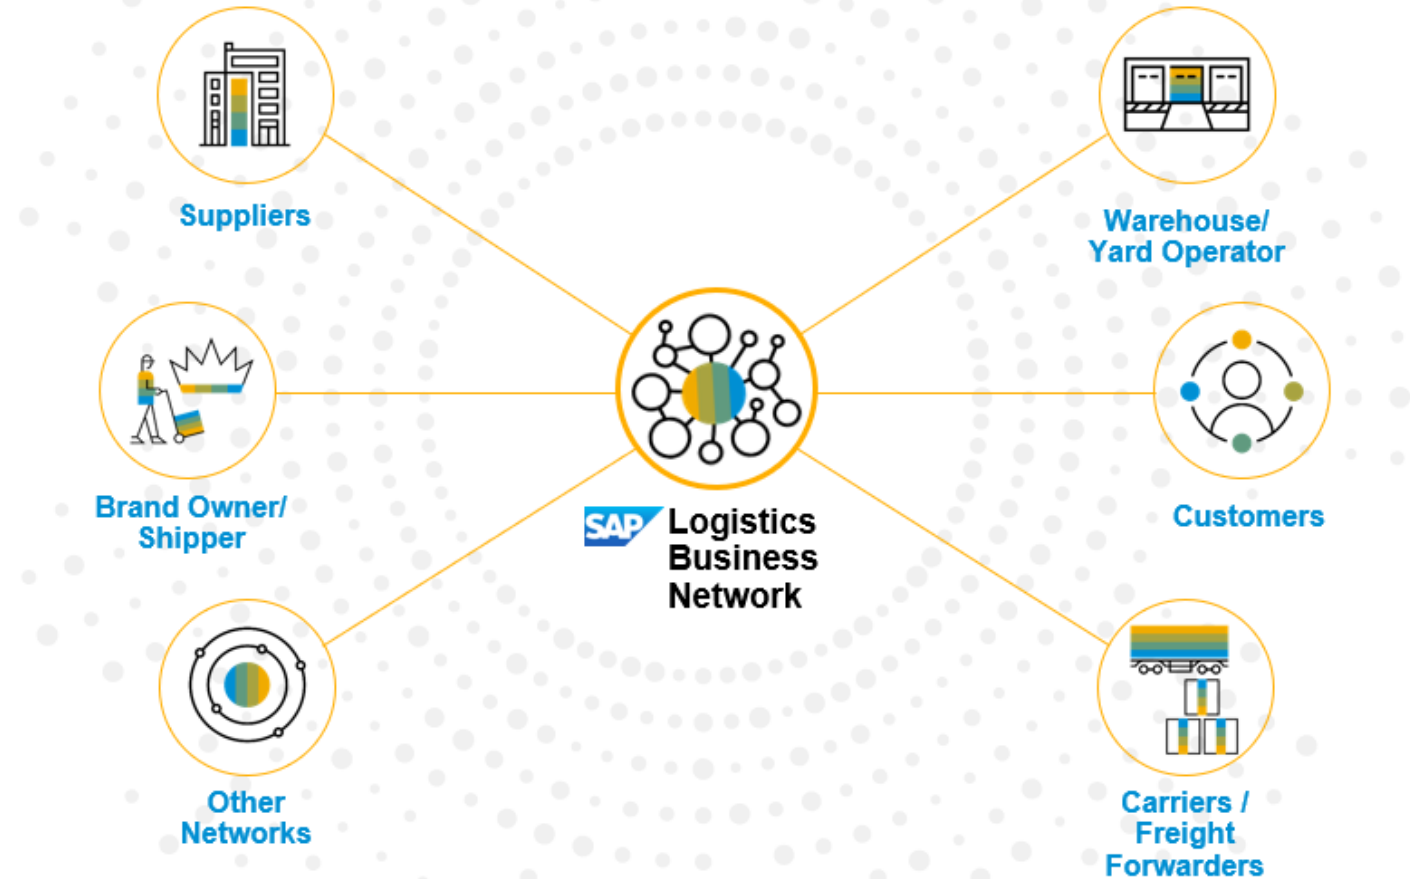 Suppliers
Warehouse/
Yard Operator
Brand Owner/
Shipper
SAP Logistics
Business
Network
Customers
Other
Networks
Carriers /
Freight
Forwarders